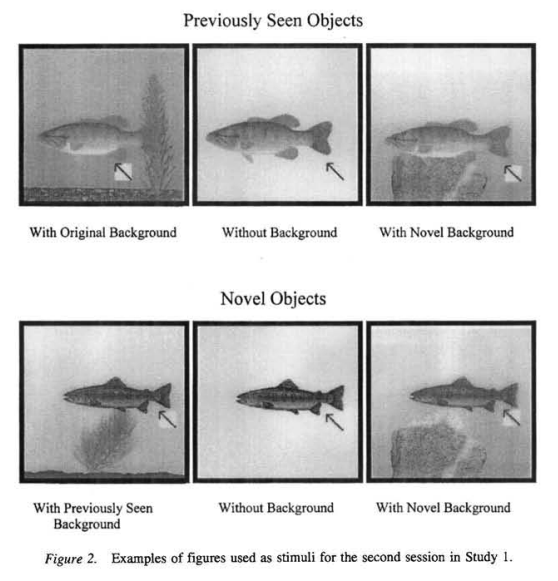 Previously Seen Objects
With Original Background
Without Background
With Novel Background
Novel Objects
With Previously Seen
Background
Without Background
With Novel Background
Figure 2. Examples of figures used as stimuli for the second session in Study 1.